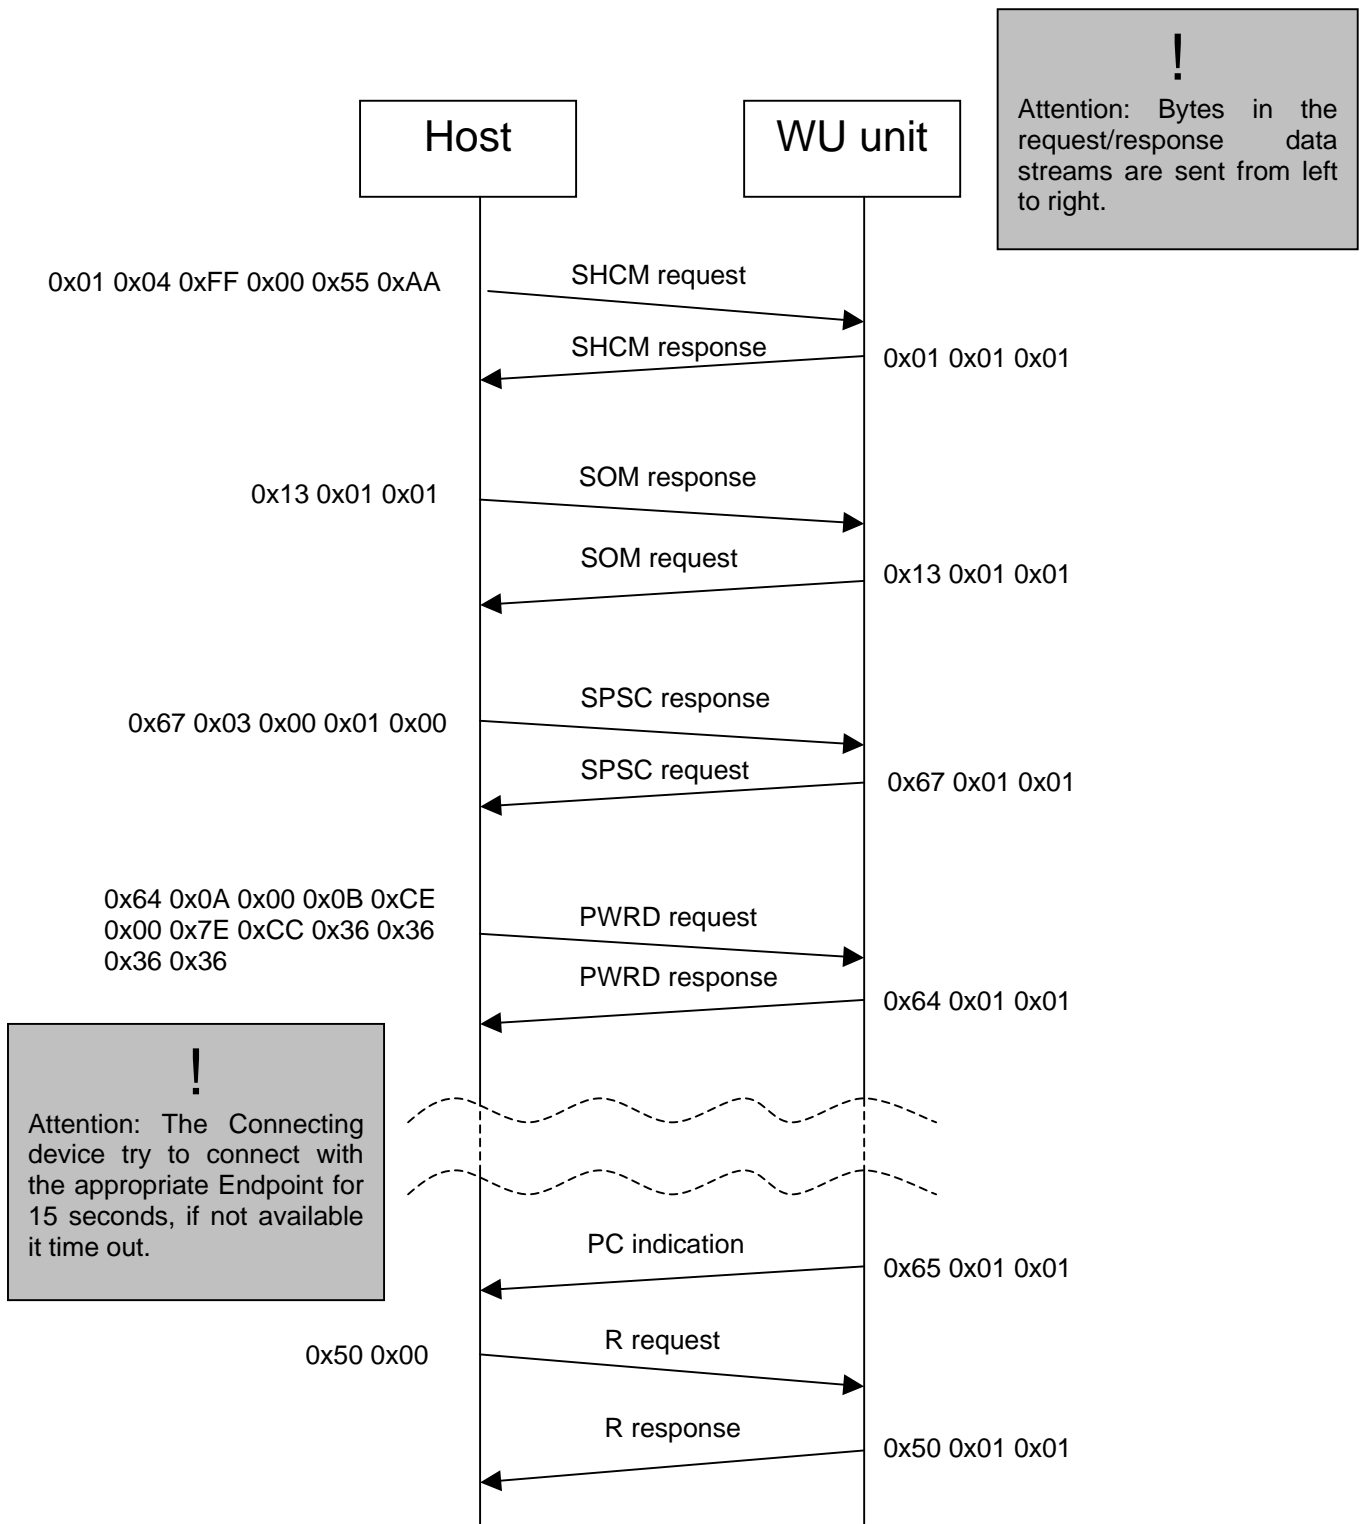 !
Attention: Bytes in the
request/response data
streams are sent from left
to right.
Host
WU unit
0x01 0x04 0xFF 0x00 0x55 0xAA
SHCM request
SHCM response
0x01 0x01 0x01
0x13 0x01 0x01
SOM response
SOM request
0x13 0x01 0x01
0x67 0x03 0x00 0x01 0x00
SPSC response
SPSC request
0x67 0x01 0x01
0x64 0x0A 0x00 0x0B 0xCE
0x00 0x7E 0xCC 0x36 0x36
0x36 0x36
PWRD request
PWRD response
0x64 0x01 0x01
!
Attention: The Connecting
device try to connect with
the appropriate Endpoint for
15 seconds, if not available
it time out.
PC indication
0x65 0x01 0x01
0x50 0x00
R request
R response
0x50 0x01 0x01